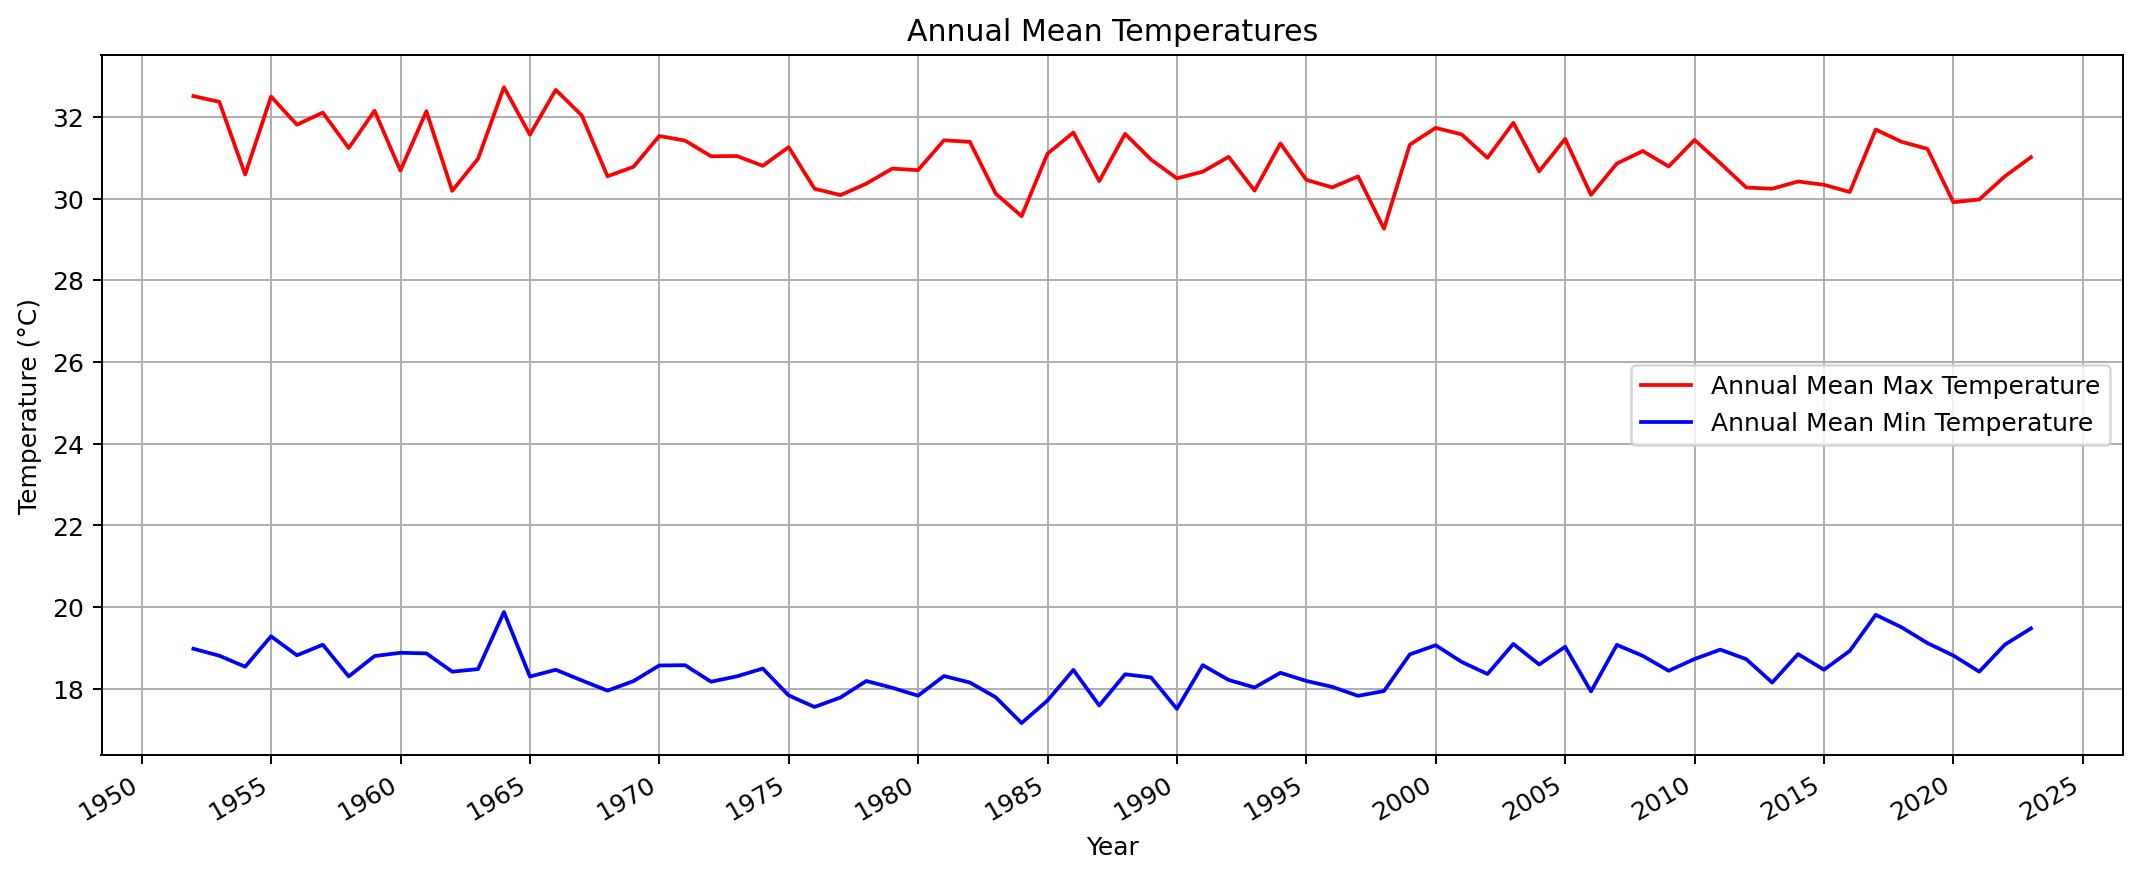 Annual Mean Temperatures
Temperature (°C)
32
30
28
26
24
22
20
18
Annual Mean Max Temperature
Annual Mean Min Temperature
1950 1955 1960 1965 1970 1975 1980 1985 1990 1995 2000 2005 2010 2015 2020 2025
Year